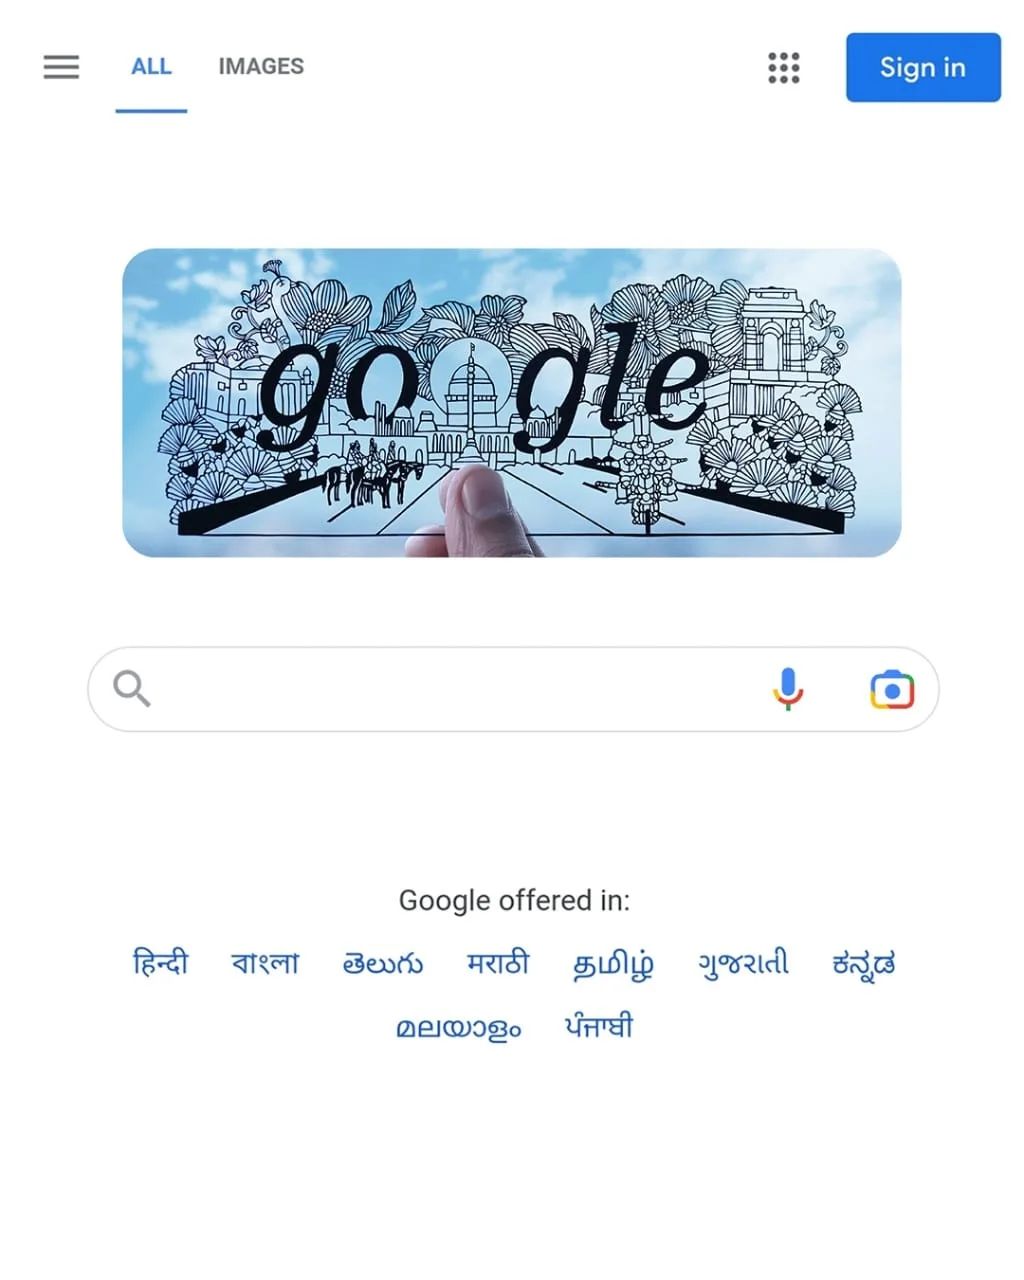 ALL IMAGES Sign in
google
Google offered in:
हिन्दी বাংলা తెలుగు मराठी தமிழ் ગુજરાતી ಕನ್ನಡ
മലയാളം ਪੰਜਾਬੀ